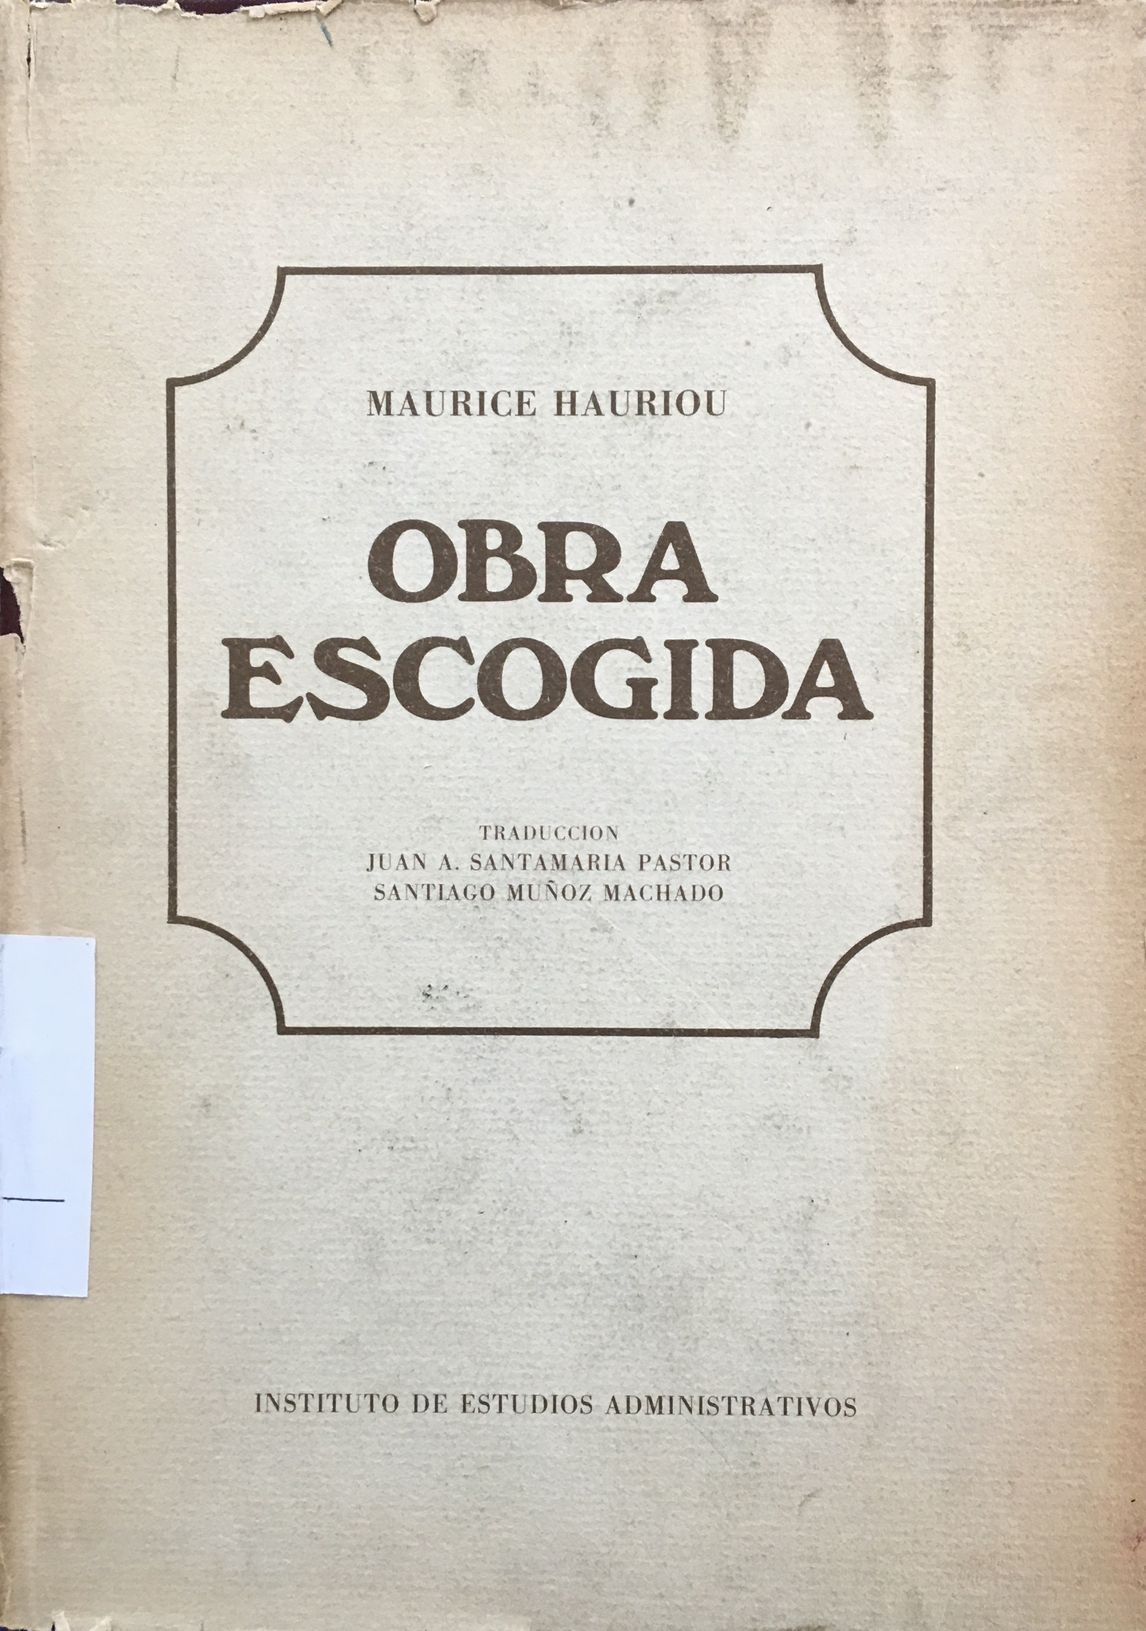 MAURICE HAURIOU
OBRA
ESCOGIDA
TRADUCCION
JUAN A. SANTAMARIA PASTOR
SANTIAGO MUÑOZ MACHADO
INSTITUTO DE ESTUDIOS ADMINISTRATIVOS